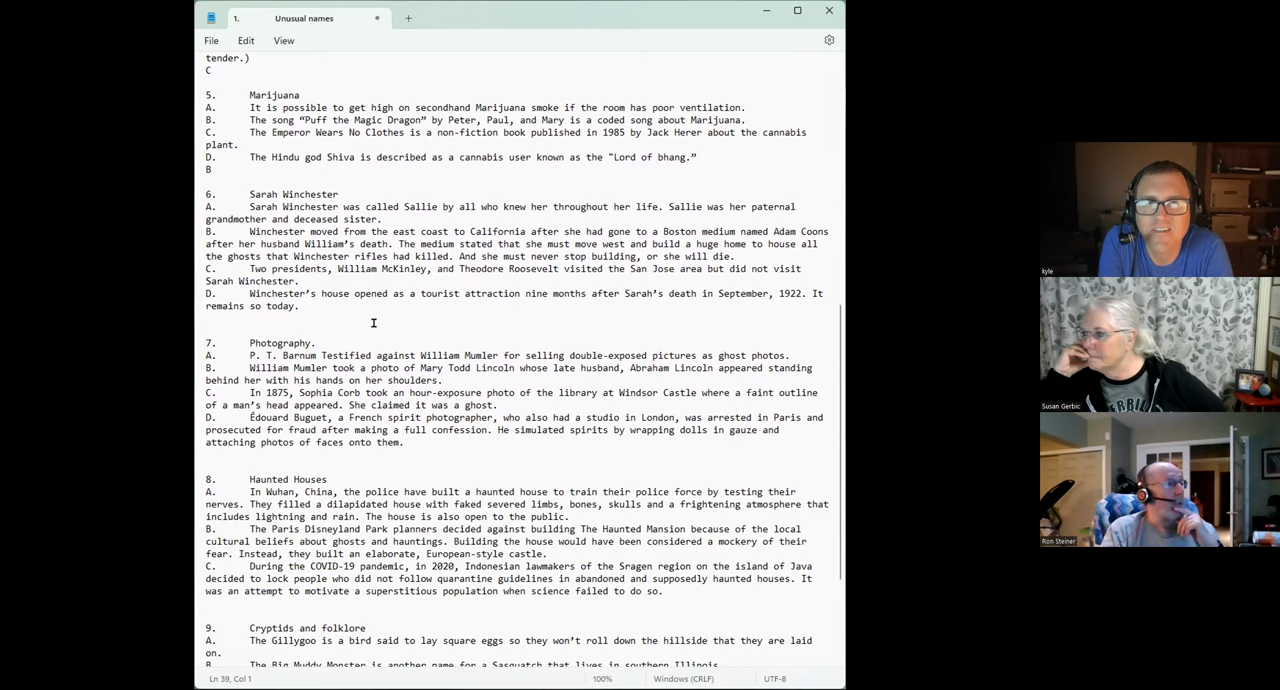 1. Unusual names
File Edit View
tender.)
C
5. Marijuana
A. It is possible to get high on secondhand Marijuana smoke if the room has poor ventilation.
B. The song “Puff the Magic Dragon” by Peter, Paul, and Mary is a coded song about Marijuana.
C. The Emperor Wears No Clothes is a non-fiction book published in 1985 by Jack Herer about the cannabis
plant.
D. The Hindu god Shiva is described as a cannabis user known as the "Lord of bhang.”
B
6. Sarah Winchester
A. Sarah Winchester was called Sallie by all who knew her throughout her life. Sallie was her paternal
grandmother and deceased sister.
B. Winchester moved from the east coast to California after she had gone to a Boston medium named Adam Coons
after her husband William’s death. The medium stated that she must move west and build a huge home to house all
the ghosts that Winchester rifles had killed. And she must never stop building, or she will die.
C. Two presidents, William McKinley, and Theodore Roosevelt visited the San Jose area but did not visit
Sarah Winchester.
D. Winchester’s house opened as a tourist attraction nine months after Sarah’s death in September, 1922. It
remains so today.
7. Photography.
A. P. T. Barnum Testified against William Mumler for selling double-exposed pictures as ghost photos.
B. William Mumler took a photo of Mary Todd Lincoln whose late husband, Abraham Lincoln appeared standing
behind her with his hands on her shoulders.
C. In 1875, Sophia Corb took an hour-exposure photo of the library at Windsor Castle where a faint outline
of a man’s head appeared. She claimed it was a ghost.
D. Édouard Buguet, a French spirit photographer, who also had a studio in London, was arrested in Paris and
prosecuted for fraud after making a full confession. He simulated spirits by wrapping dolls in gauze and
attaching photos of faces onto them.
8. Haunted Houses
A. In Wuhan, China, the police have built a haunted house to train their police force by testing their
nerves. They filled a dilapidated house with faked severed limbs, bones, skulls and a frightening atmosphere that
includes lightning and rain. The house is also open to the public.
B. The Paris Disneyland Park planners decided against building The Haunted Mansion because of the local
cultural beliefs about ghosts and hauntings. Building the house would have been considered a mockery of their
fear. Instead, they built an elaborate, European-style castle.
C. During the COVID-19 pandemic, in 2020, Indonesian lawmakers of the Sragen region on the island of Java
decided to lock people who did not follow quarantine guidelines in abandoned and supposedly haunted houses. It
was an attempt to motivate a superstitious population when science failed to do so.
9. Cryptids and folklore
A. The Gillygoo is a bird said to lay square eggs so they won’t roll down the hillside that they are laid
on.
B. The Big Muddy Monster is another name for a Sasquatch that lives in southern Illinois.
Ln 39, Col 1 100% Windows (CRLF) UTF-8
kyle
Susan Gerbic
Ron Steiner